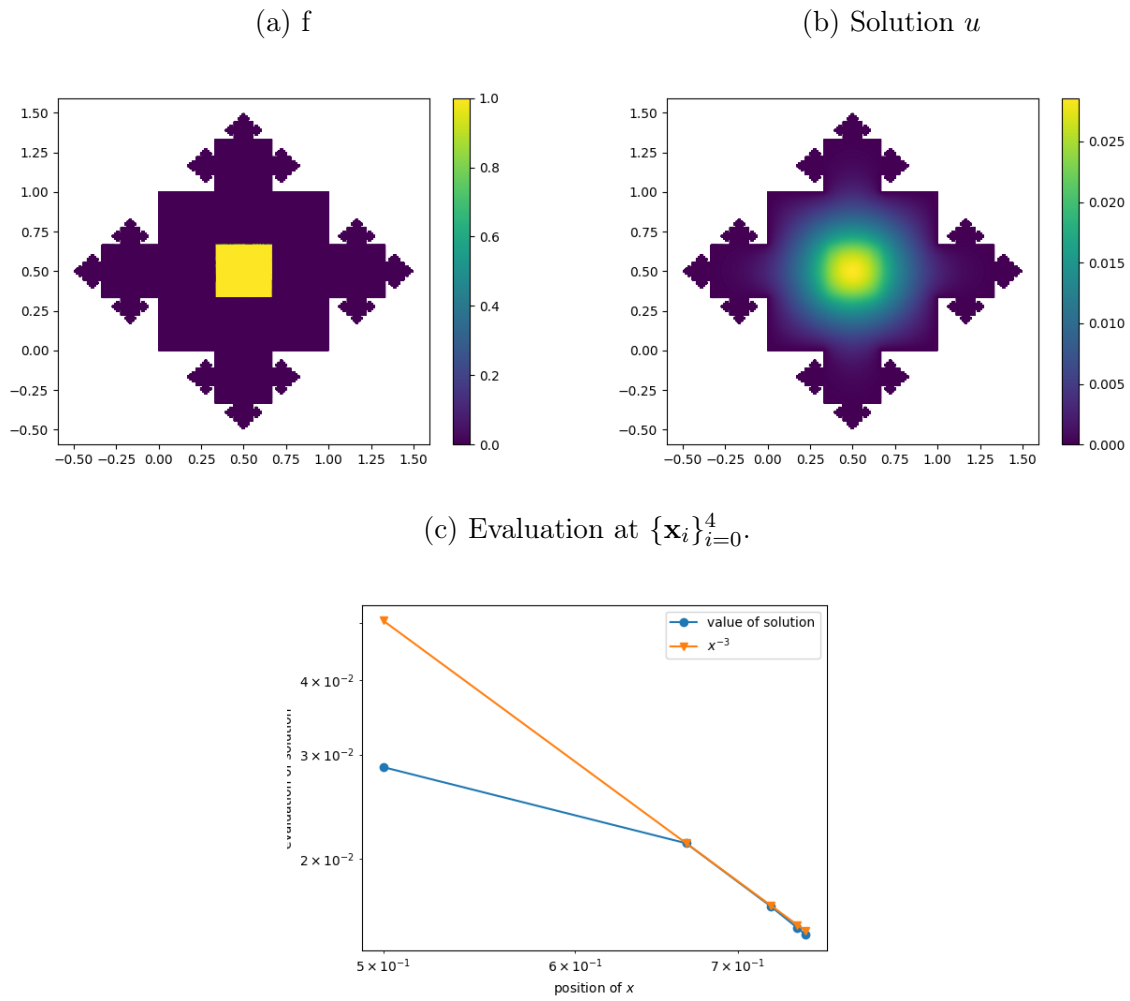 (a) f
(b) Solution u
1.50
1.25
1.00
0.75
0.50
0.25
0.00
−0.25
−0.50
−0.50 −0.25 0.00 0.25 0.50 0.75 1.00 1.25 1.50
1.0
0.8
0.6
0.4
0.2
0.0
1.50
1.25
1.00
0.75
0.50
0.25
0.00
−0.25
−0.50
−0.50 −0.25 0.00 0.25 0.50 0.75 1.00 1.25 1.50
0.025
0.020
0.015
0.010
0.005
0.000
(c) Evaluation at {𝐱ᵢ}⁴ᵢ₌₀.
value of solution
x⁻³
4 × 10⁻²
3 × 10⁻²
2 × 10⁻²
evaluation of solution
5 × 10⁻¹ 6 × 10⁻¹ 7 × 10⁻¹
position of x